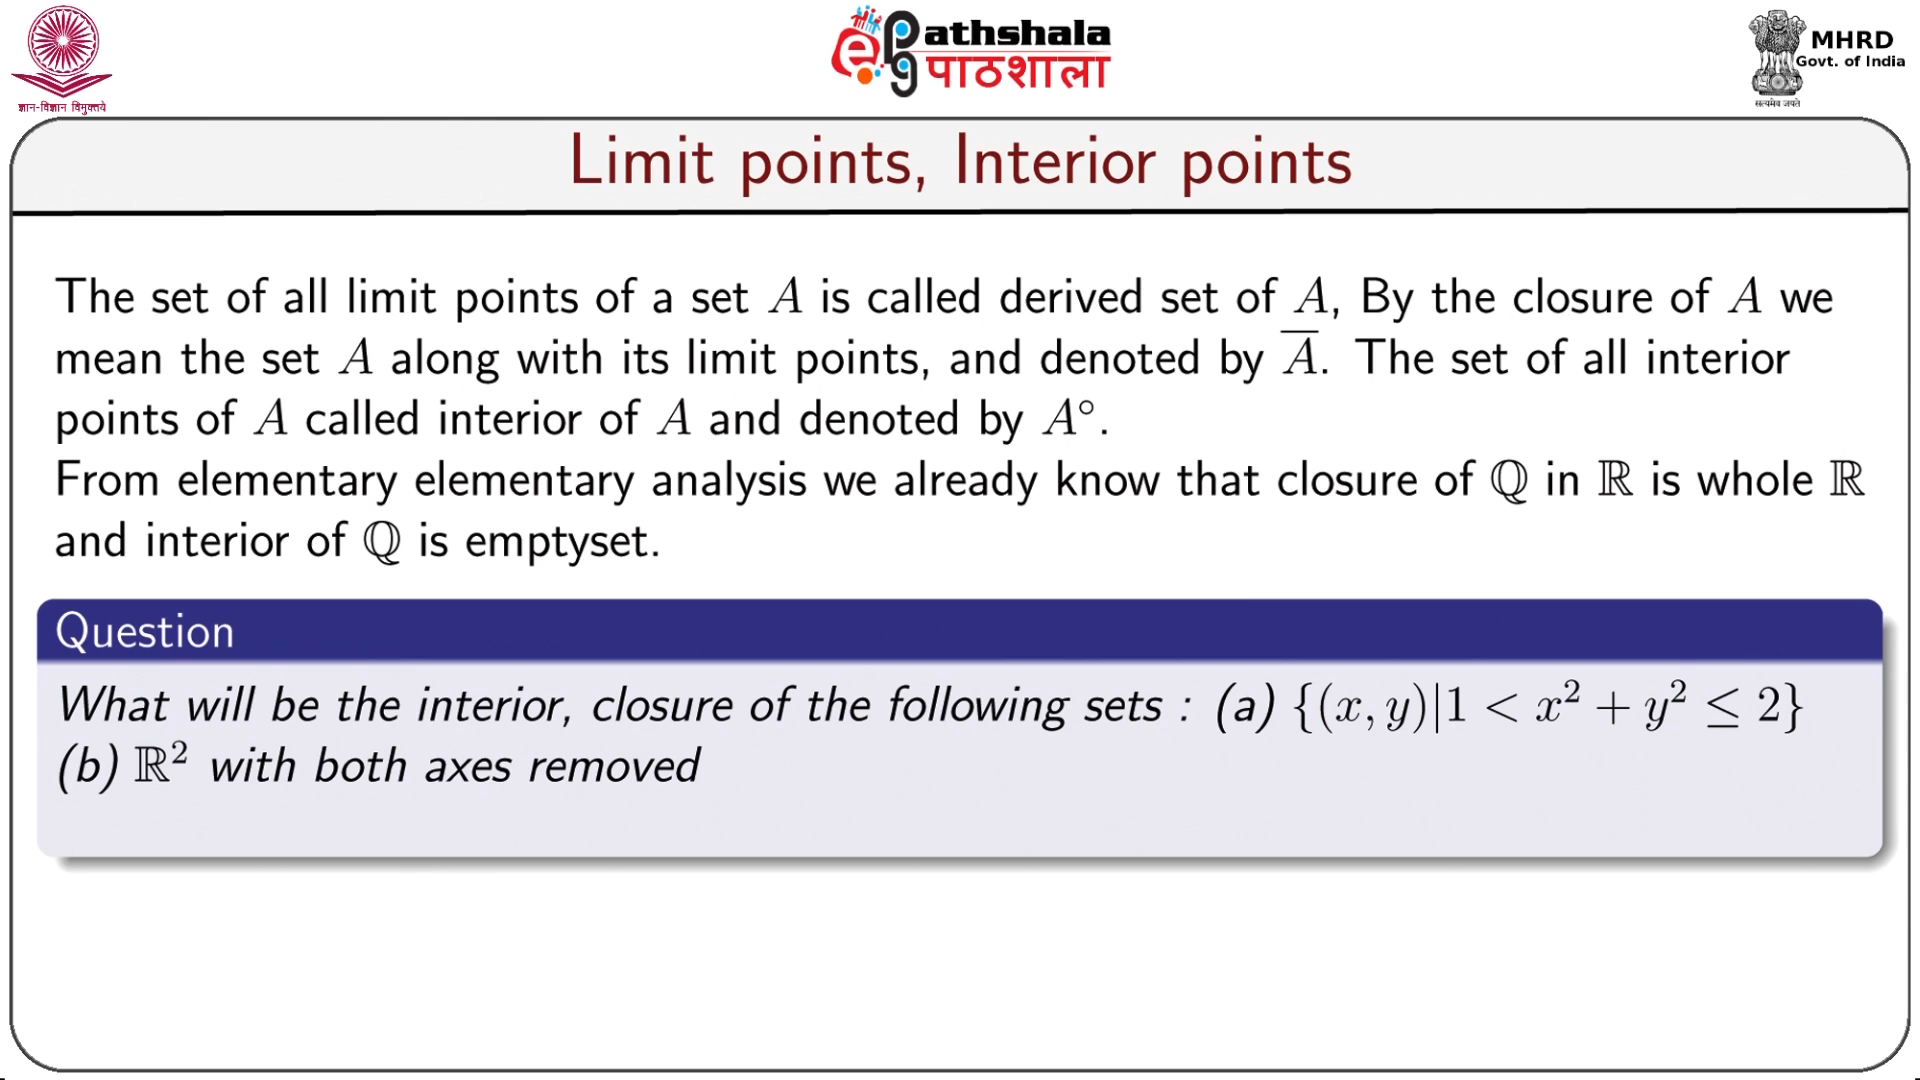 ज्ञान-विज्ञान विमुक्तये
ePathshala
पाठशाला
MHRD
Govt. of India
सत्यमेव जयते
Limit points, Interior points
The set of all limit points of a set A is called derived set of A, By the closure of A we
mean the set A along with its limit points, and denoted by A̅. The set of all interior
points of A called interior of A and denoted by A°.
From elementary elementary analysis we already know that closure of ℚ in ℝ is whole ℝ
and interior of ℚ is emptyset.
Question
What will be the interior, closure of the following sets : (a) {(x, y)|1 < x² + y² ≤ 2}
(b) ℝ² with both axes removed